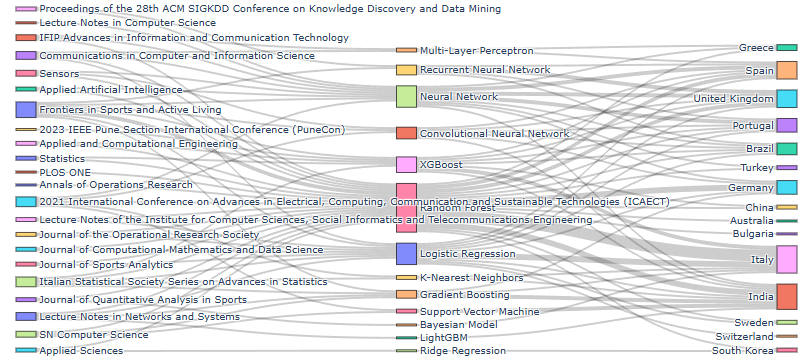 Proceedings of the 28th ACM SIGKDD Conference on Knowledge Discovery and Data Mining
Lecture Notes in Computer Science
IFIP Advances in Information and Communication Technology
Communications in Computer and Information Science
Sensors
Applied Artificial Intelligence
Frontiers in Sports and Active Living
2023 IEEE Pune Section International Conference (PuneCon)
Applied and Computational Engineering
Statistics
PLOS ONE
Annals of Operations Research
2021 International Conference on Advances in Electrical, Computing, Communication and Sustainable Technologies (ICAECT)
Lecture Notes of the Institute for Computer Sciences, Social Informatics and Telecommunications Engineering
Journal of the Operational Research Society
Journal of Computational Mathematics and Data Science
Journal of Sports Analytics
Italian Statistical Society Series on Advances in Statistics
Journal of Quantitative Analysis in Sports
Lecture Notes in Networks and Systems
SN Computer Science
Applied Sciences
Multi-Layer Perceptron
Recurrent Neural Network
Neural Network
Convolutional Neural Network
XGBoost
Random Forest
Logistic Regression
K-Nearest Neighbors
Gradient Boosting
Support Vector Machine
Bayesian Model
LightGBM
Ridge Regression
Greece
Spain
United Kingdom
Portugal
Brazil
Turkey
Germany
China
Australia
Bulgaria
Italy
India
Sweden
Switzerland
South Korea